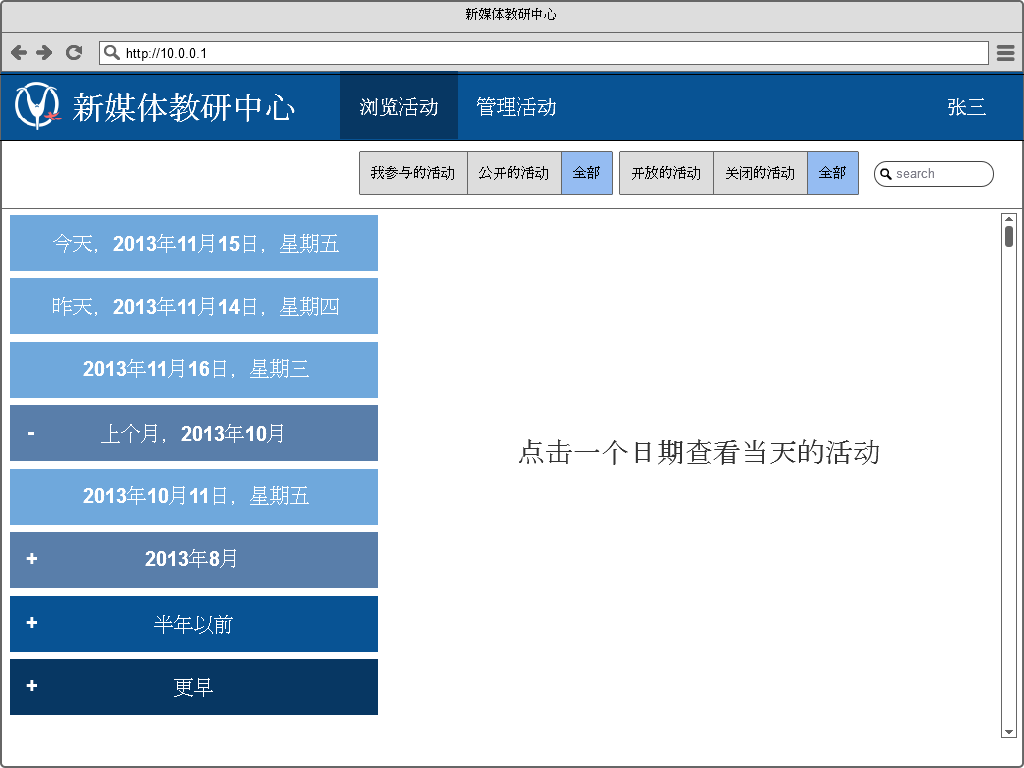 新媒体教研中心
http://10.0.0.1
新媒体教研中心 浏览活动 管理活动 张三
我参与的活动 公开的活动 全部 开放的活动 关闭的活动 全部 search
今天，2013年11月15日，星期五
昨天，2013年11月14日，星期四
2013年11月16日，星期三
- 上个月，2013年10月
点击一个日期查看当天的活动
2013年10月11日，星期五
+ 2013年8月
+ 半年以前
+ 更早